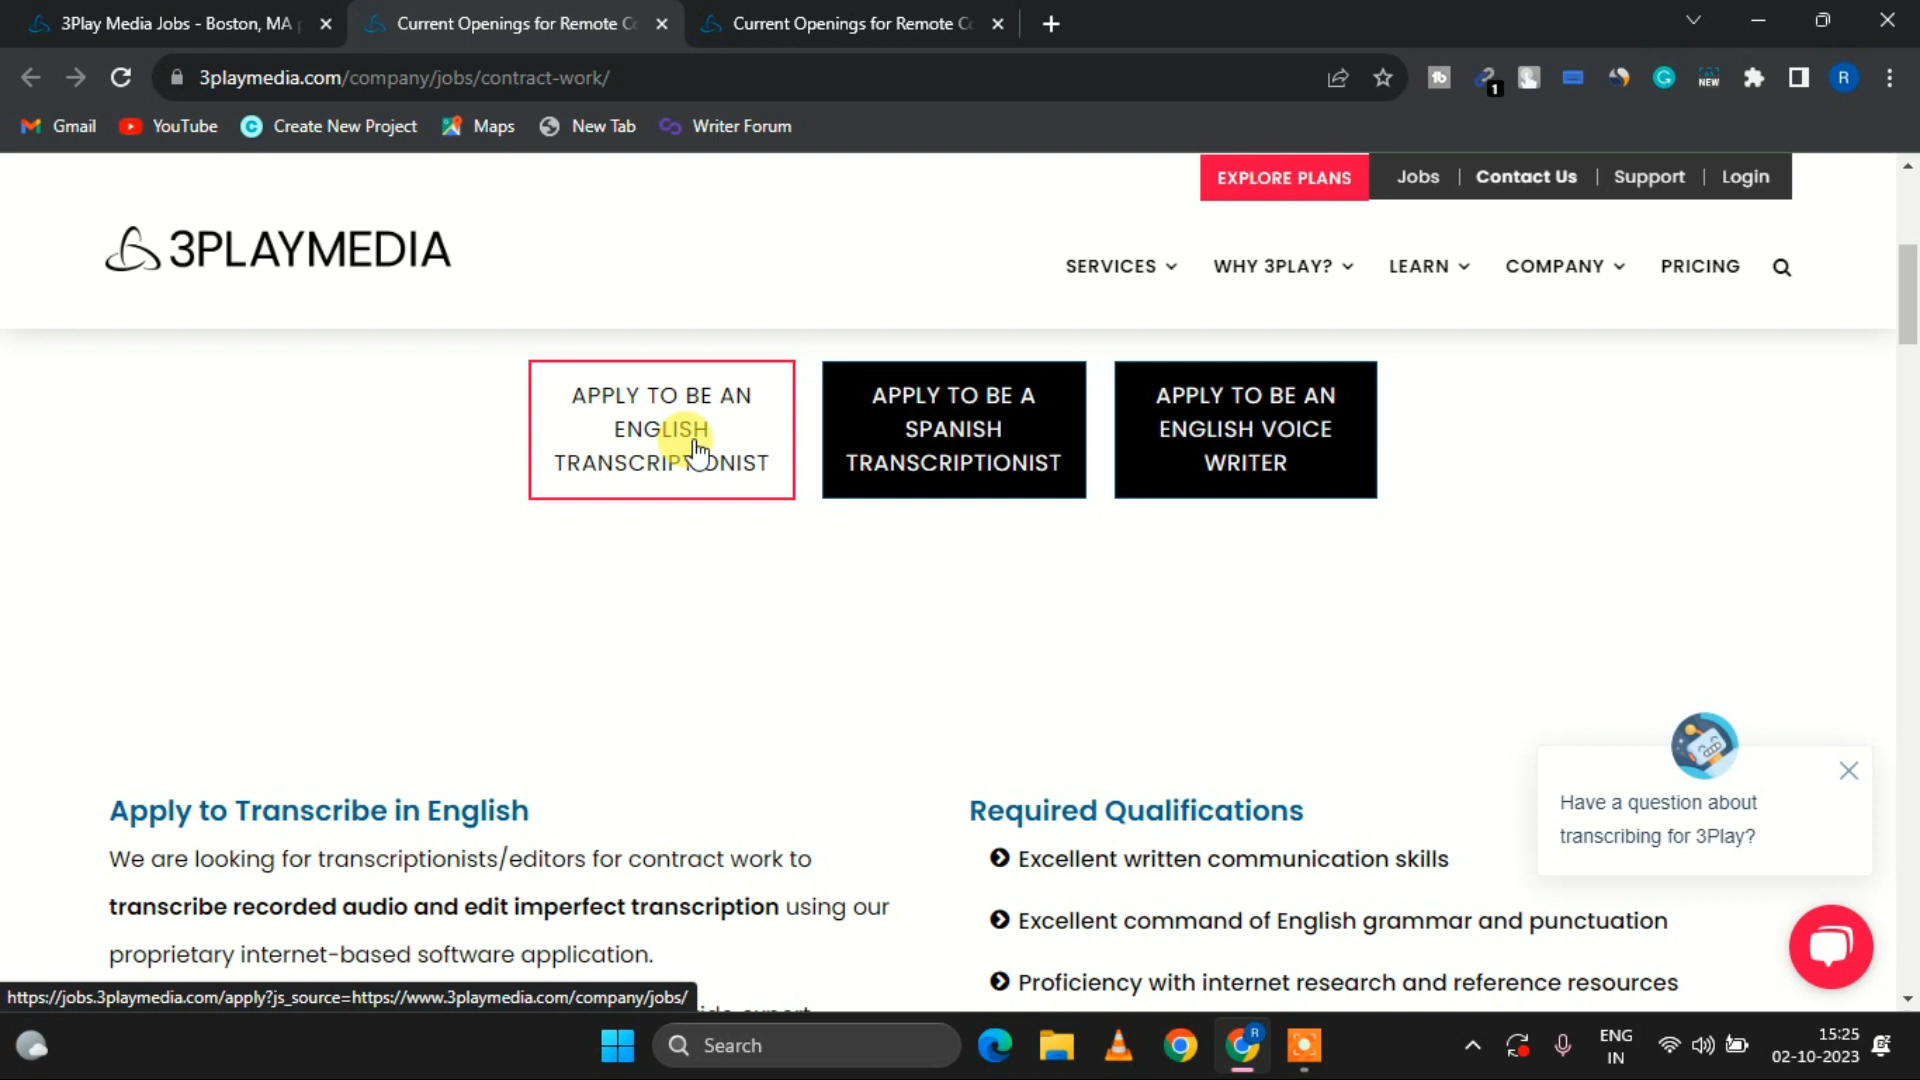 3Play Media Jobs - Boston, MA
Current Openings for Remote Co
Current Openings for Remote Co
3playmedia.com/company/jobs/contract-work/
1
NEW
R
Gmail
YouTube
Create New Project
Maps
New Tab
Writer Forum
EXPLORE PLANS
Jobs | Contact Us | Support | Login
3PLAYMEDIA
SERVICES
WHY 3PLAY?
LEARN
COMPANY
PRICING
APPLY TO BE AN
ENGLISH
TRANSCRIPTIONIST
APPLY TO BE A
SPANISH
TRANSCRIPTIONIST
APPLY TO BE AN
ENGLISH VOICE
WRITER
Apply to Transcribe in English
We are looking for transcriptionists/editors for contract work to
transcribe recorded audio and edit imperfect transcription using our
proprietary internet-based software application.
Required Qualifications
Excellent written communication skills
Excellent command of English grammar and punctuation
Proficiency with internet research and reference resources
Have a question about
transcribing for 3Play?
https://jobs.3playmedia.com/apply?js_source=https://www.3playmedia.com/company/jobs/
Search
R
ENG
IN
15:25
02-10-2023